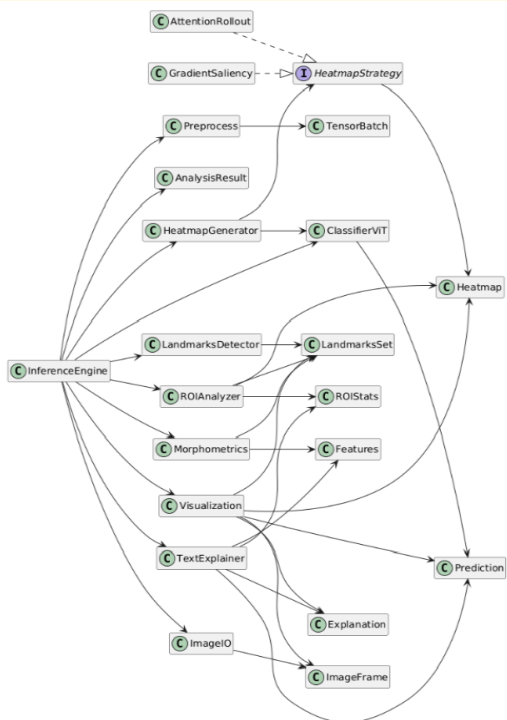 C AttentionRollout
C GradientSaliency
I HeatmapStrategy
C Preprocess
C TensorBatch
C AnalysisResult
C HeatmapGenerator
C ClassifierViT
C Heatmap
C LandmarksDetector
C LandmarksSet
C InferenceEngine
C ROIAnalyzer
C ROIStats
C Morphometrics
C Features
C Visualization
C TextExplainer
C Prediction
C Explanation
C ImageIO
C ImageFrame